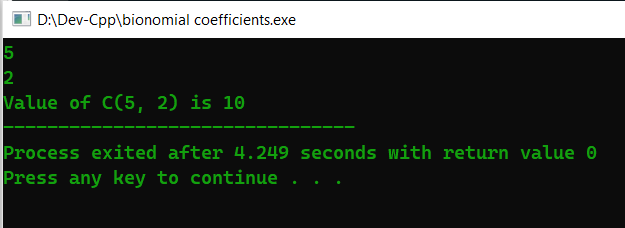 D:\Dev-Cpp\bionomial coefficients.exe
5
2
Value of C(5, 2) is 10
--------------------------------
Process exited after 4.249 seconds with return value 0
Press any key to continue . . .